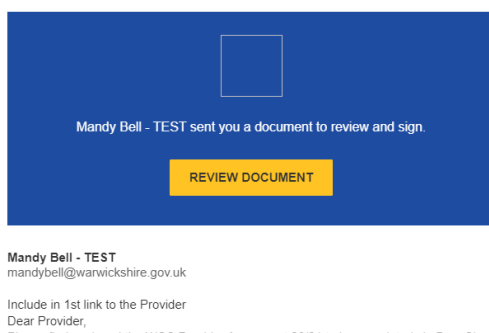 Mandy Bell - TEST sent you a document to review and sign.
REVIEW DOCUMENT
Mandy Bell - TEST
mandybell@warwickshire.gov.uk
Include in 1st link to the Provider
Dear Provider,